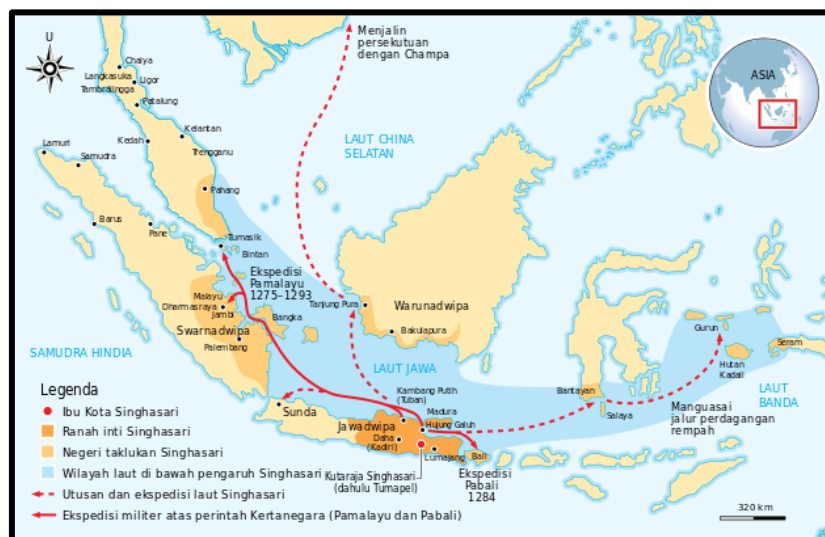 U
Menjalin
persekutuan
dengan Champa
ASIA
Chaiya
Langkasuka
Ligor
Tambralingga
Patalung
Kedah
Kelantan
Trengganu
Pahang
LAUT CHINA
SELATAN
Lamuri
Samudra
Barus
Pane
Tumasik
Bintan
Ekspedisi
Pamalayu
1275–1293
Malayu
Dharmasraya
Jambi
Bangka
Swarnadwipa
Palembang
Tanjung Pura
Warunadwipa
Bakulapura
Gurun
Seram
Hutan
Kadali
SAMUDRA HINDIA
LAUT JAWA
LAUT
BANDA
Bantayan
Salaya
Manguasai
jalur perdagangan
rempah
Sunda
Kambang Putih
(Tuban)
Madura
Jawadwipa
Hujung Galuh
Daha
(Kadiri)
Lumajang
Bali
Kutaraja Singhasari
(dahulu Tumapel)
Ekspedisi
Pabali
1284
Legenda
Ibu Kota Singhasari
Ranah inti Singhasari
Negeri taklukan Singhasari
Wilayah laut di bawah pengaruh Singhasari
Utusan dan ekspedisi laut Singhasari
Ekspedisi militer atas perintah Kertanegara (Pamalayu dan Pabali)
320 km